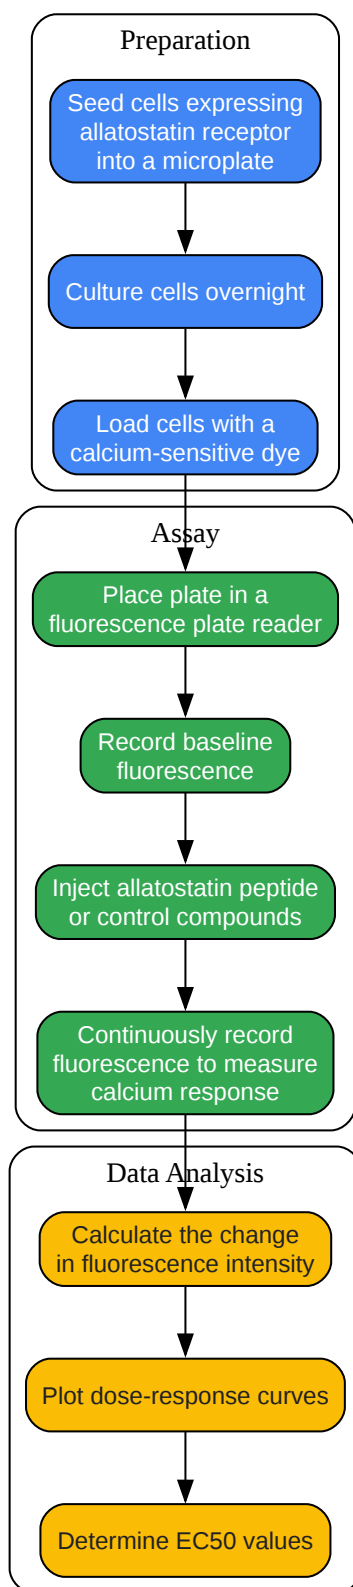 Preparation
Seed cells expressing
allatostatin receptor
into a microplate
Culture cells overnight
Load cells with a
calcium-sensitive dye
Assay
Place plate in a
fluorescence plate reader
Record baseline
fluorescence
Inject allatostatin peptide
or control compounds
Continuously record
fluorescence to measure
calcium response
Data Analysis
Calculate the change
in fluorescence intensity
Plot dose-response curves
Determine EC50 values